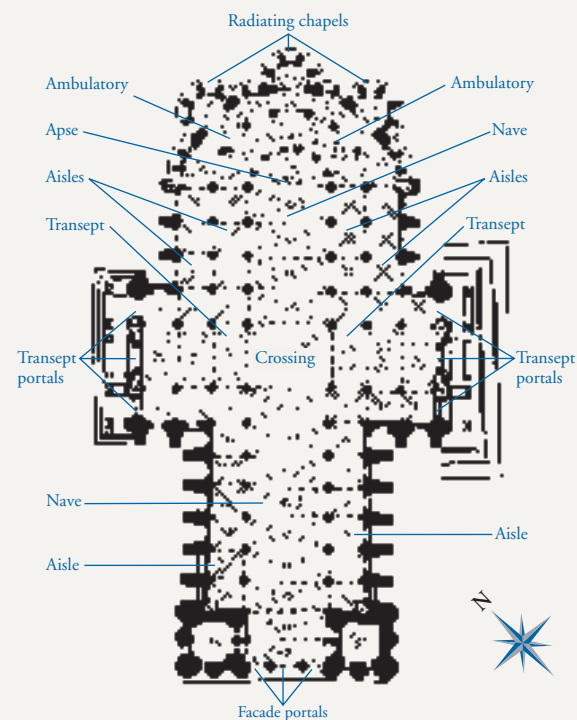 Radiating chapels
Ambulatory
Ambulatory
Apse
Nave
Aisles
Aisles
Transept
Transept
Crossing
Transept
portals
Transept
portals
Nave
Aisle
Aisle
N
Facade portals